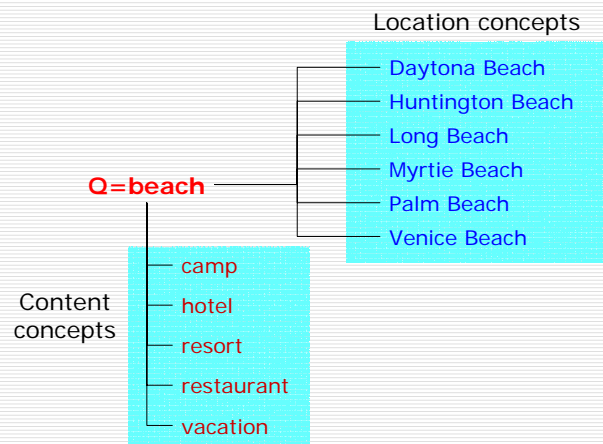 Location concepts
Daytona Beach
Huntington Beach
Long Beach
Myrtie Beach
Q=beach
Palm Beach
Venice Beach
camp
Content
concepts
hotel
resort
restaurant
vacation